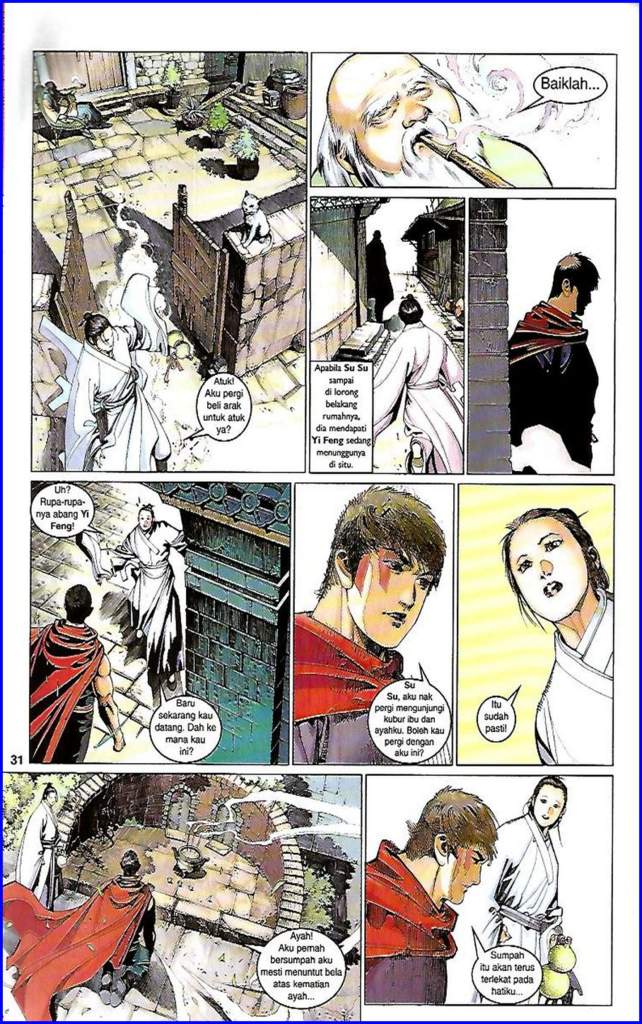 Baiklah...
Atuk!
Aku pergi
beli arak
untuk atuk
ya?
Apabila Su Su
sampai
di lorong
belakang
rumahnya,
dia mendapati
Yi Feng sedang
menunggunya
di situ.
Uh?
Rupa-rupa-
nya abang Yi
Feng!
Baru
sekarang kau
datang. Dah ke
mana kau
ini?
Su
Su, aku nak
pergi mengunjungi
kubur ibu dan
ayahku. Boleh kau
pergi dengan
aku ini?
Itu
sudah
pasti!
31
Ayah!
Aku pernah
bersumpah aku
mesti menuntut bela
atas kematian
ayah...
Sumpah
itu akan terus
terlekat pada
hatiku...